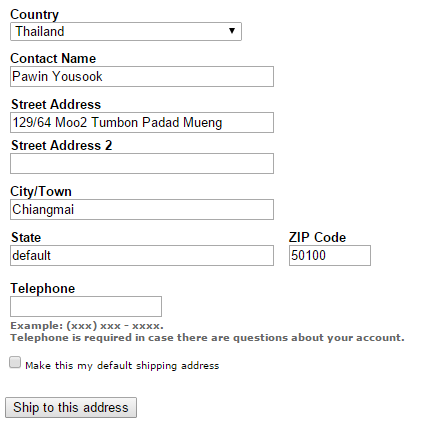 Country
Thailand
Contact Name
Pawin Yousook
Street Address
129/64 Moo2 Tumbon Padad Mueng
Street Address 2
City/Town
Chiangmai
State ZIP Code
default 50100
Telephone
Example: (xxx) xxx - xxxx.
Telephone is required in case there are questions about your account.
Make this my default shipping address
Ship to this address